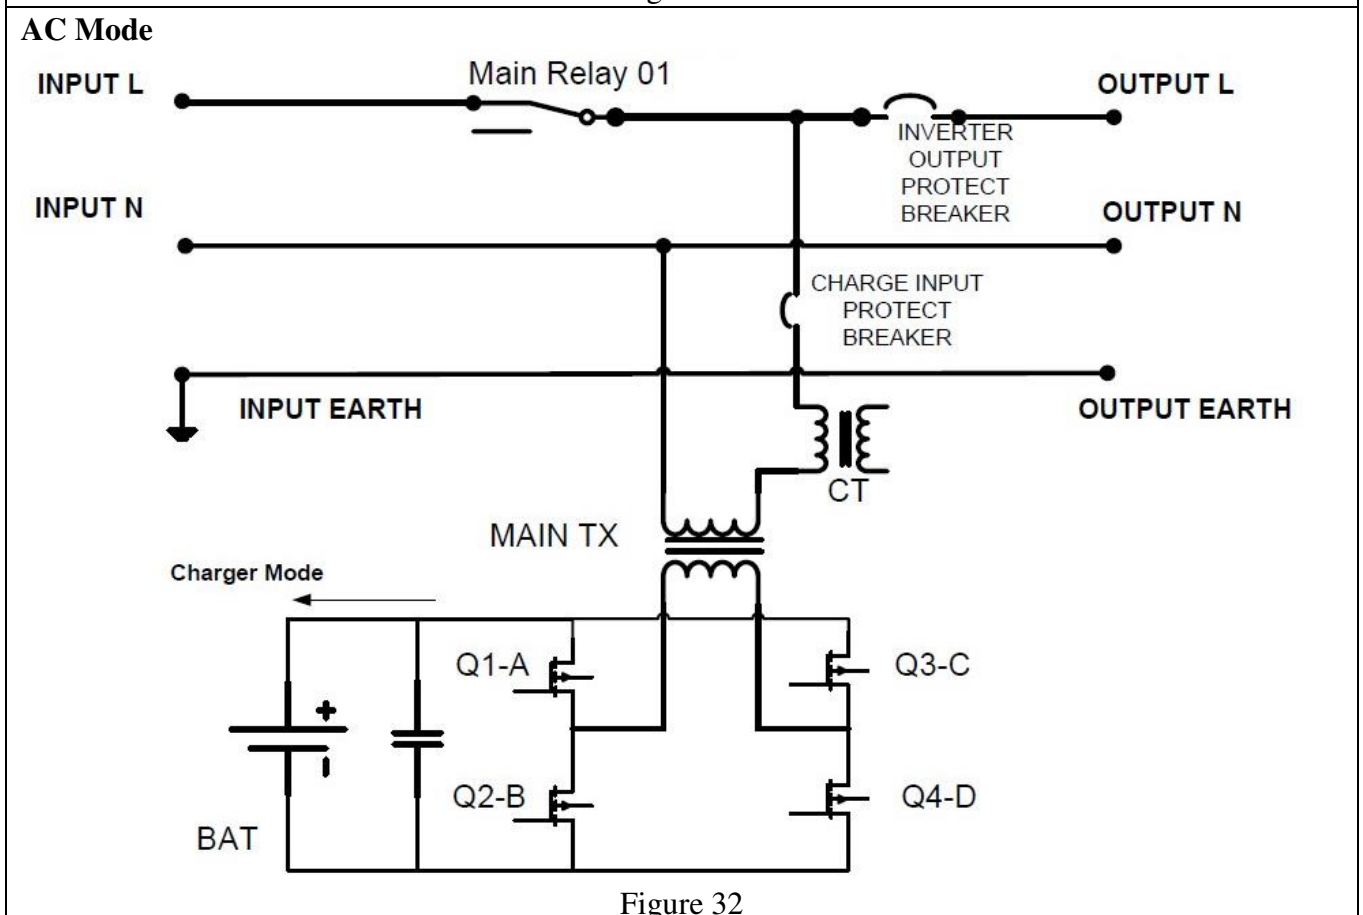 AC Mode
INPUT L
Main Relay 01
OUTPUT L
INVERTER
OUTPUT
PROTECT
BREAKER
INPUT N
OUTPUT N
CHARGE INPUT
PROTECT
BREAKER
INPUT EARTH
OUTPUT EARTH
CT
MAIN TX
Charger Mode
Q1-A
Q3-C
+
-
Q2-B
Q4-D
BAT
Figure 32